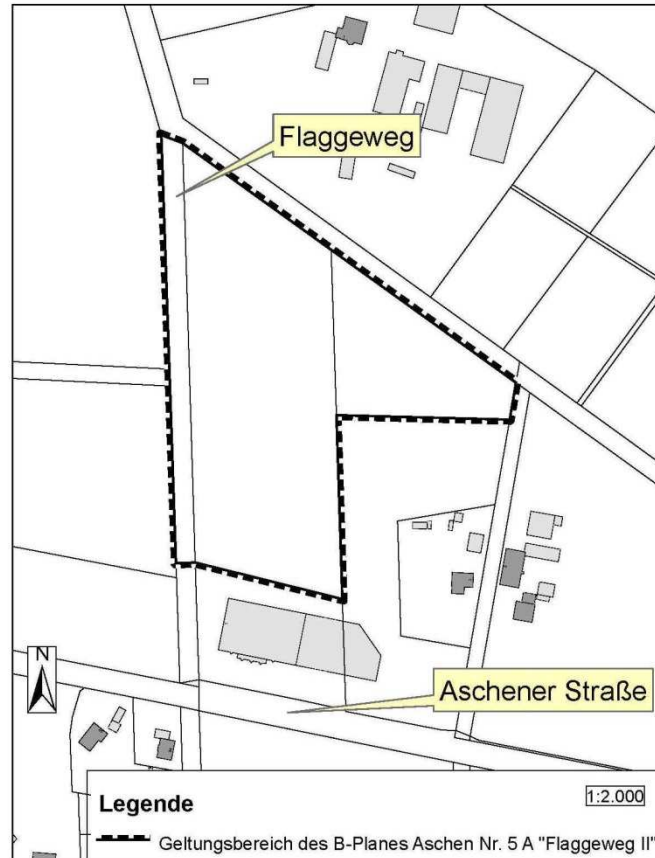 Flaggeweg
N
Aschener Straße
Legende
1:2.000
Geltungsbereich des B-Planes Aschen Nr. 5 A "Flaggeweg II"